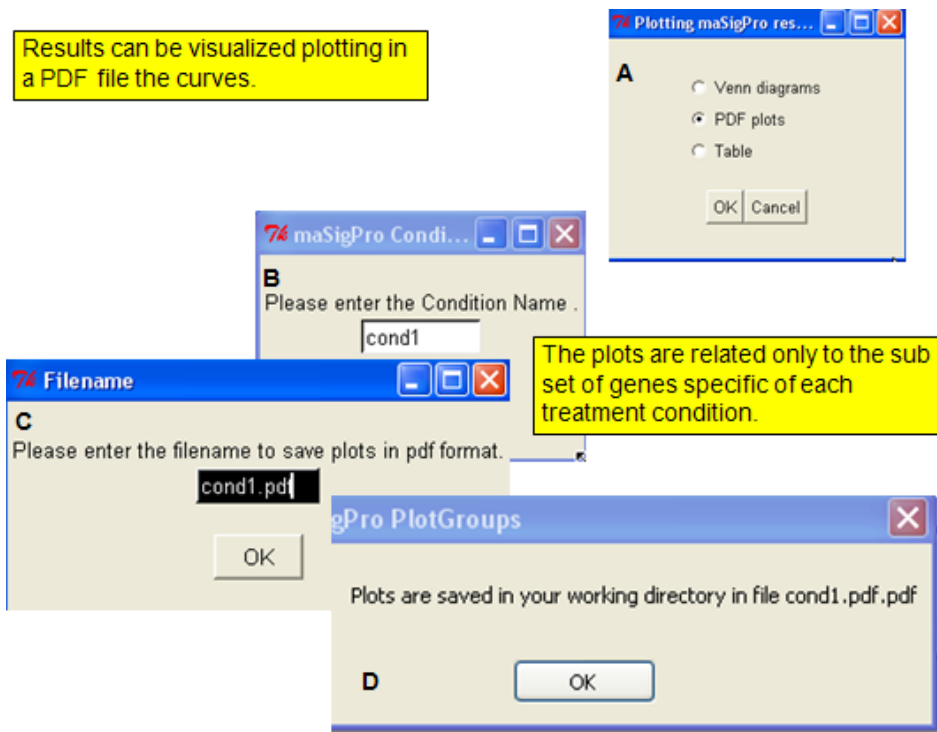 Results can be visualized plotting in
a PDF file the curves.
7% Plotting maSigPro res...
A
Venn diagrams
PDF plots
Table
OK Cancel
maSigPro Condi...
B
Please enter the Condition Name .
cond1
The plots are related only to the sub
set of genes specific of each
treatment condition.
Filename
C
Please enter the filename to save plots in pdf format.
cond1.pdf
OK
gPro PlotGroups
Plots are saved in your working directory in file cond1.pdf.pdf
D
OK